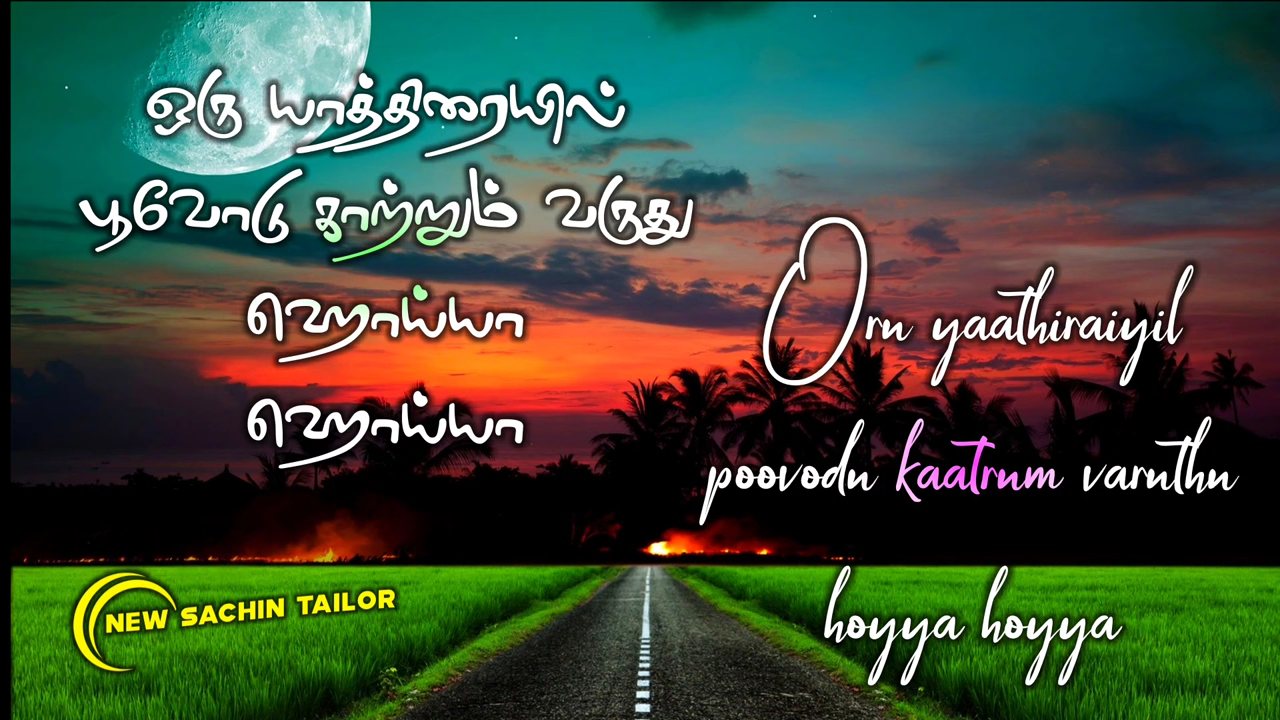 ஒரு யாத்திரையில்
பூவோடு காற்றும் வருது
ஹொய்யா
ஹொய்யா
Oru yaathiraiyil
poovodu kaatrum varuthu
hoyya hoyya
NEW SACHIN TAILOR